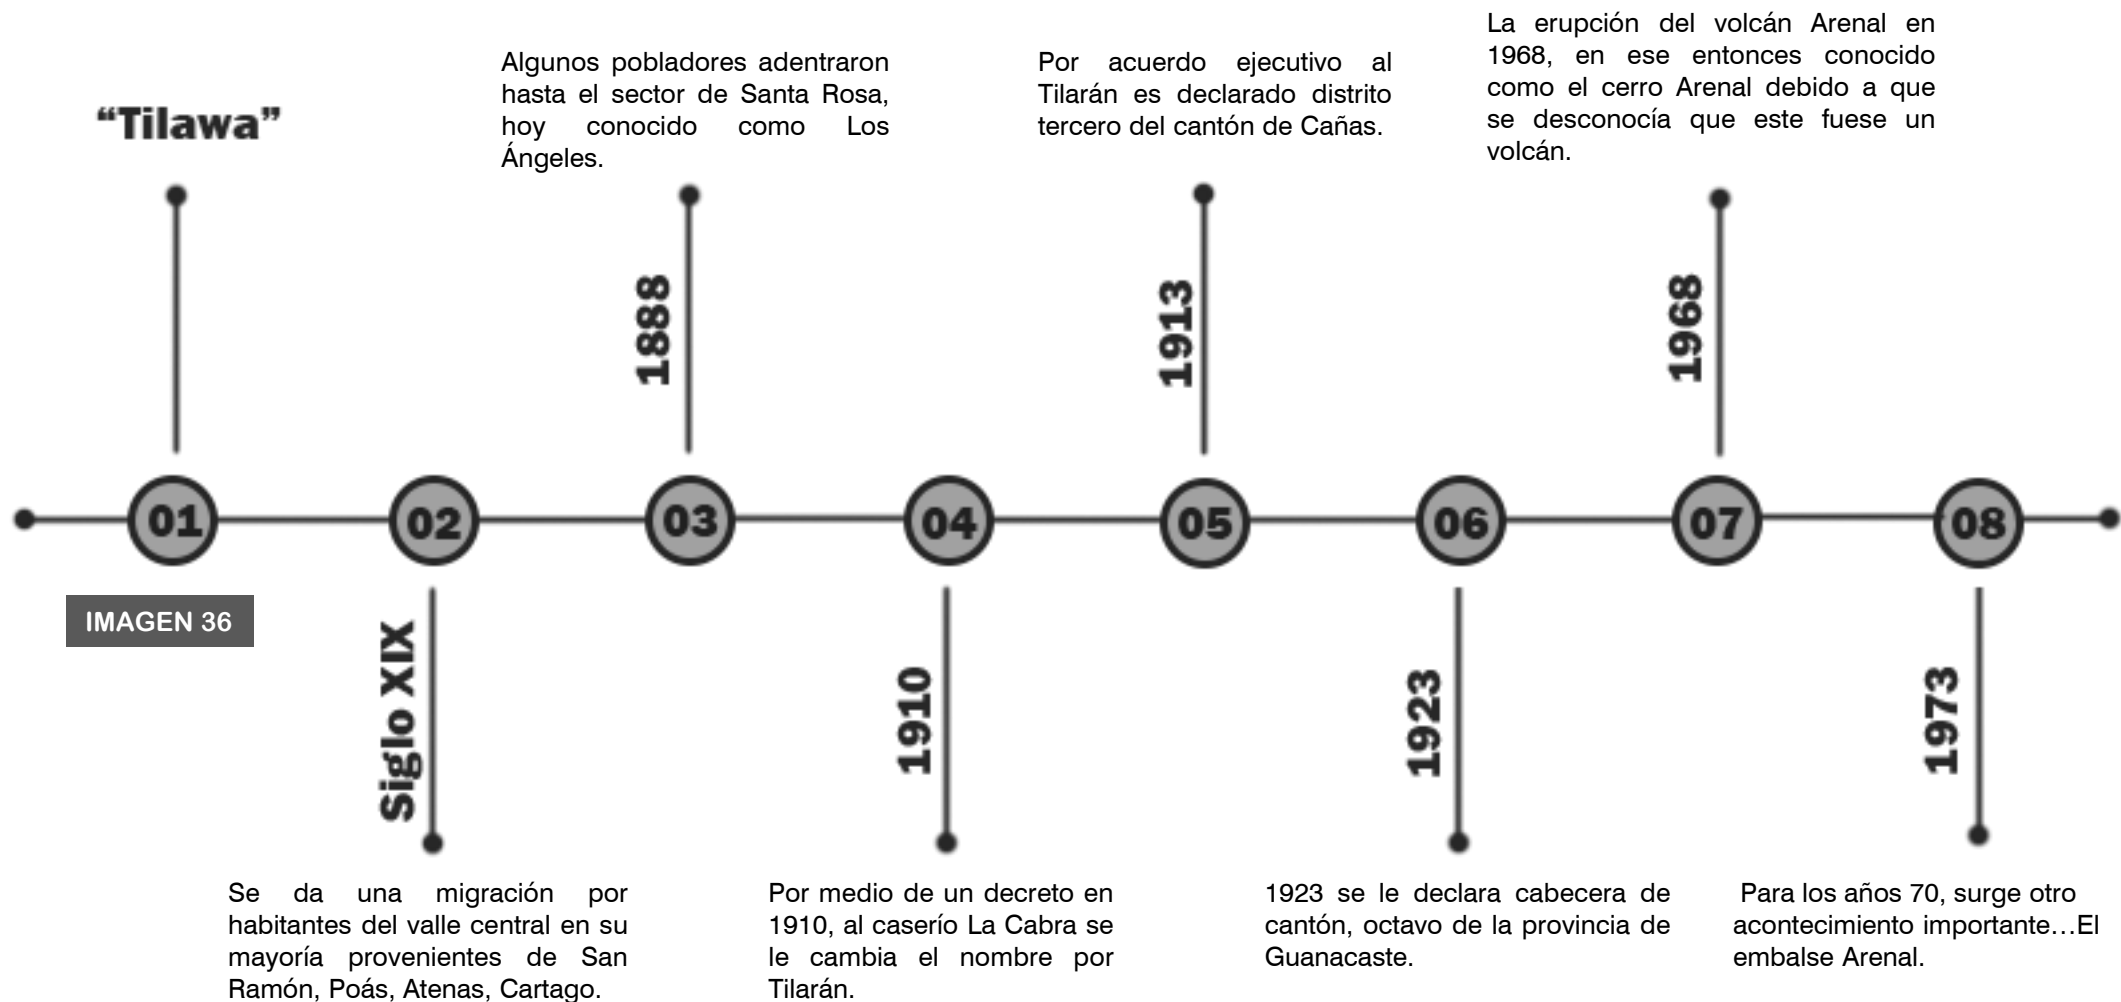 “Tilawa”
Algunos pobladores adentraron
hasta el sector de Santa Rosa,
hoy conocido como Los
Ángeles.
Por acuerdo ejecutivo al
Tilarán es declarado distrito
tercero del cantón de Cañas.
La erupción del volcán Arenal en
1968, en ese entonces conocido
como el cerro Arenal debido a que
se desconocía que este fuese un
volcán.
1888
1913
1968
01
02
03
04
05
06
07
08
IMAGEN 36
Siglo XIX
1910
1923
1973
Se da una migración por
habitantes del valle central en su
mayoría provenientes de San
Ramón, Poás, Atenas, Cartago.
Por medio de un decreto en
1910, al caserío La Cabra se
le cambia el nombre por
Tilarán.
1923 se le declara cabecera de
cantón, octavo de la provincia de
Guanacaste.
Para los años 70, surge otro
acontecimiento importante…El
embalse Arenal.